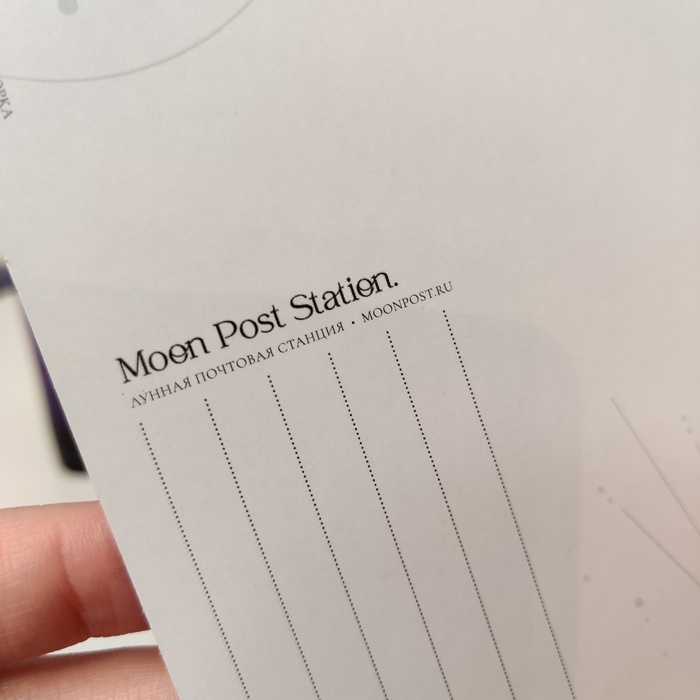 Moon Post Station.
ЛУННАЯ ПОЧТОВАЯ СТАНЦИЯ • MOONPOST.RU